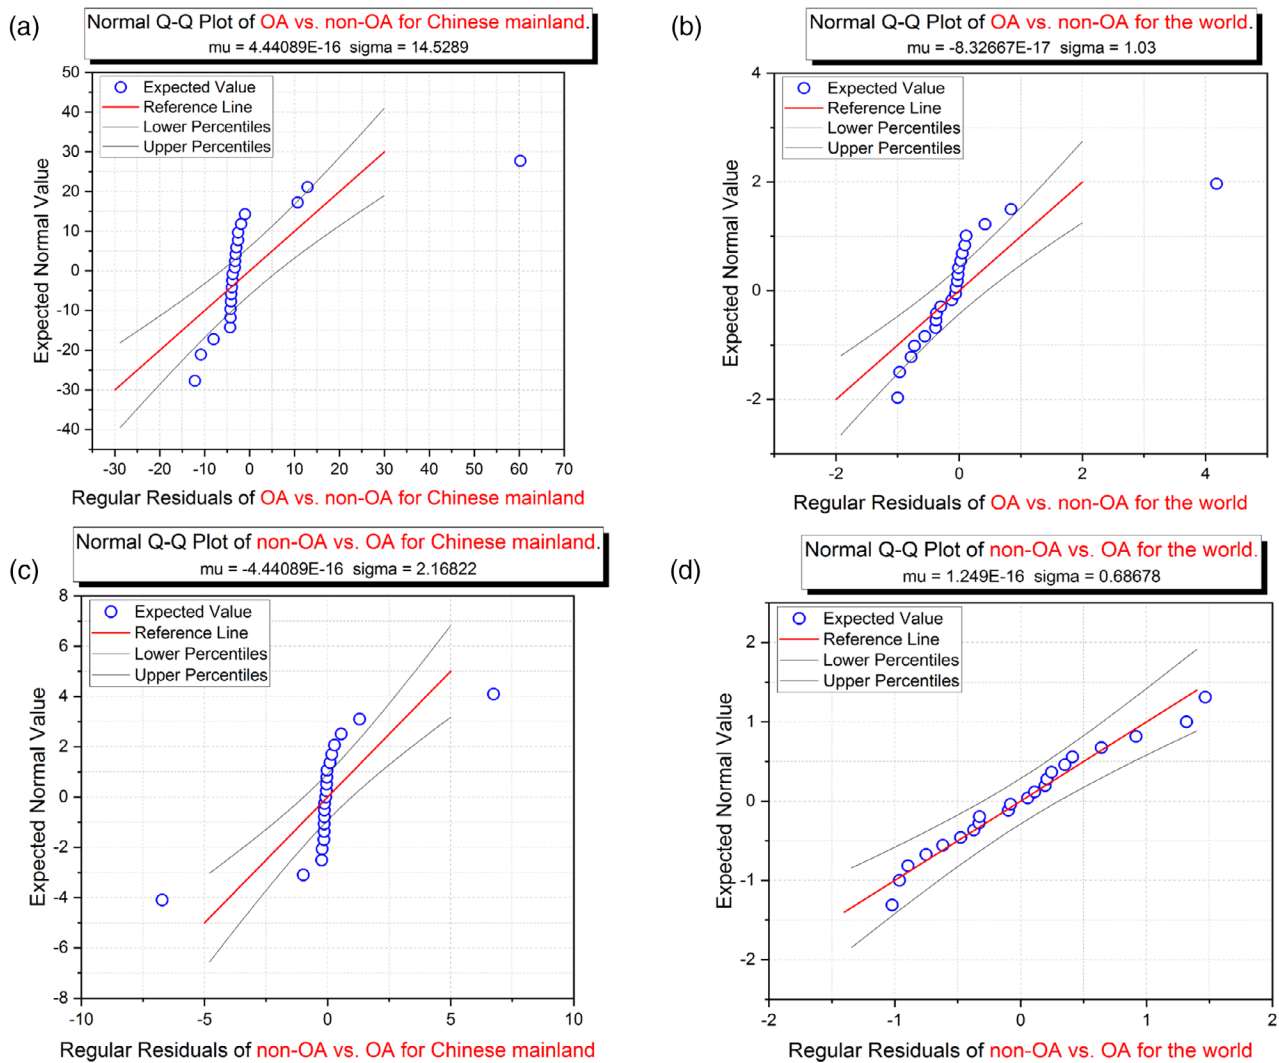 (a)
Normal Q-Q Plot of OA vs. non-OA for Chinese mainland.
mu = 4.44089E-16 sigma = 14.5289
50
40
30
20
10
0
-10
-20
-30
-40
Expected Normal Value
Expected Value
Reference Line
Lower Percentiles
Upper Percentiles
-30 -20 -10 0 10 20 30 40 50 60 70
Regular Residuals of OA vs. non-OA for Chinese mainland
(b)
Normal Q-Q Plot of OA vs. non-OA for the world.
mu = -8.32667E-17 sigma = 1.03
4
2
0
-2
Expected Normal Value
Expected Value
Reference Line
Lower Percentiles
Upper Percentiles
-2 0 2 4
Regular Residuals of OA vs. non-OA for the world
(c)
Normal Q-Q Plot of non-OA vs. OA for Chinese mainland.
mu = -4.44089E-16 sigma = 2.16822
8
6
4
2
0
-2
-4
-6
-8
Expected Normal Value
Expected Value
Reference Line
Lower Percentiles
Upper Percentiles
-10 -5 0 5 10
Regular Residuals of non-OA vs. OA for Chinese mainland
(d)
Normal Q-Q Plot of non-OA vs. OA for the world.
mu = 1.249E-16 sigma = 0.68678
2
1
0
-1
-2
Expected Normal Value
Expected Value
Reference Line
Lower Percentiles
Upper Percentiles
-2 -1 0 1 2
Regular Residuals of non-OA vs. OA for the world